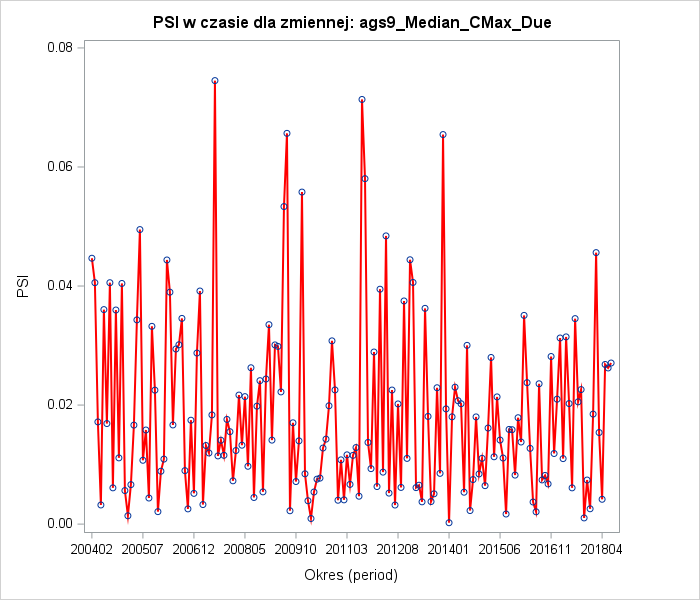 PSI w czasie dla zmiennej: ags9_Median_CMax_Due
0.08
0.06
0.04
0.02
0.00
PSI
200402 200507 200612 200805 200910 201103 201208 201401 201506 201611 201804
Okres (period)